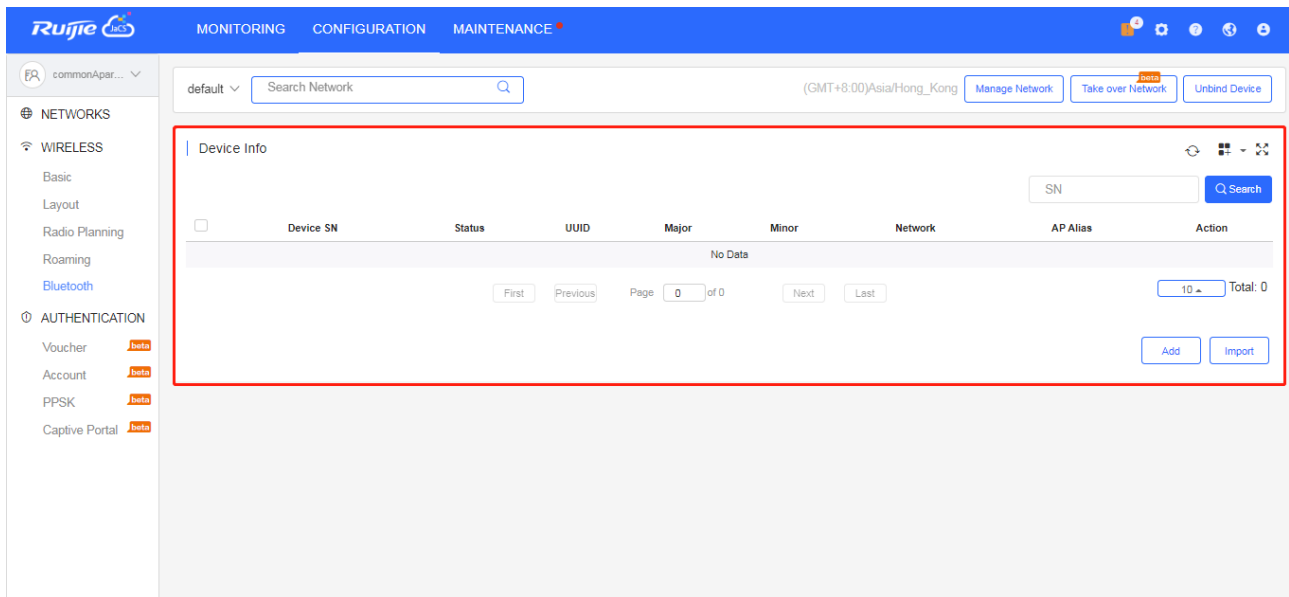 Ruijie JaCS MONITORING CONFIGURATION MAINTENANCE 4
commonApar...
default Search Network (GMT+8:00)Asia/Hong_Kong Manage Network Take over Network beta Unbind Device
NETWORKS
WIRELESS
Basic
Layout
Radio Planning
Roaming
Bluetooth
AUTHENTICATION
Voucher beta
Account beta
PPSK beta
Captive Portal beta
Device Info
SN Search
Device SN Status UUID Major Minor Network AP Alias Action
No Data
First Previous Page 0 of 0 Next Last 10 Total: 0
Add Import